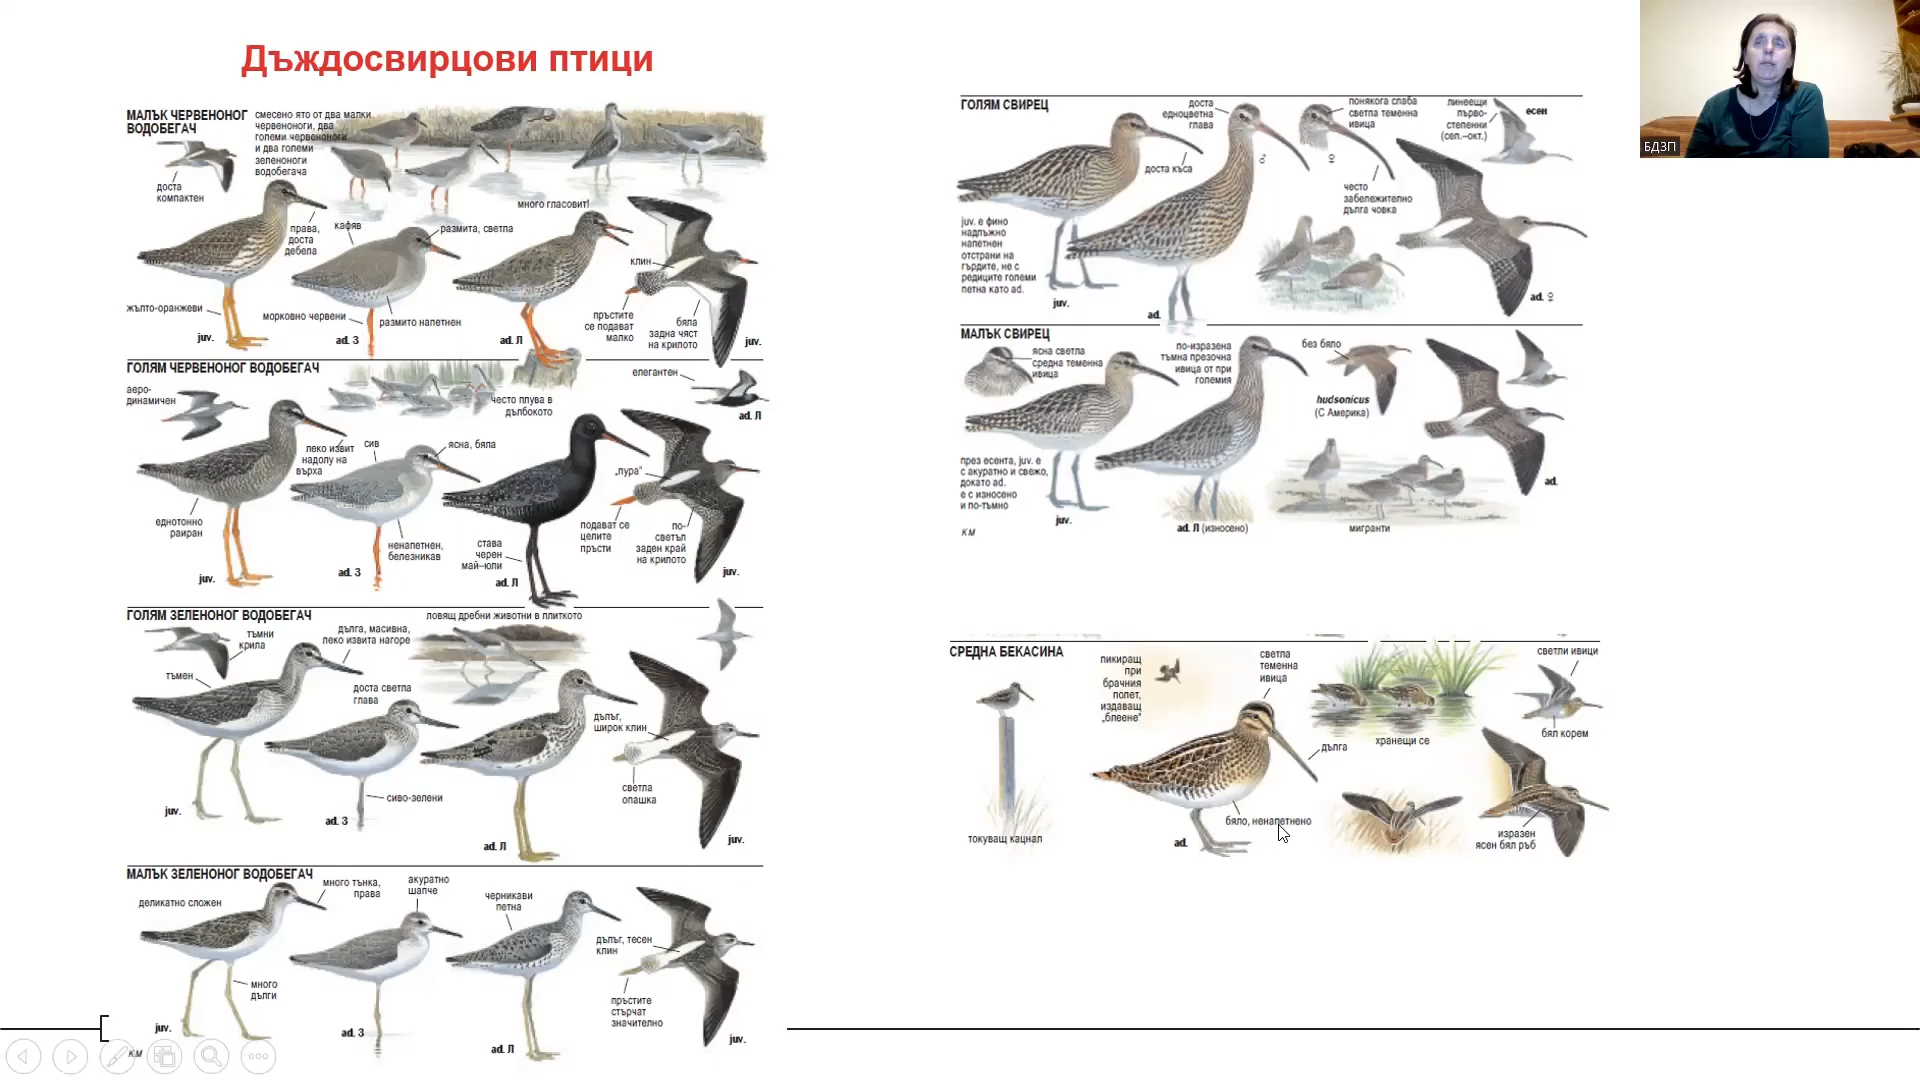 Дъждосвирцови птици
МАЛЪК ЧЕРВЕНОНОГ
ВОДОБЕГАЧ
смесено ято от два малки
червеноноги, два
големи червеноноги
и два големи
зеленоноги
водобегача
доста
компактен
права,
доста
дебела
кафяв
размита, светла
много гласовит!
клин
жълто-оранжеви
juv.
морковно червени
ad. З
размито напетнен
ad. Л
пръстите
се подават
малко
бяла
задна част
на крилото
juv.
ГОЛЯМ ЧЕРВЕНОНОГ ВОДОБЕГАЧ
аеро-
динамичен
често плува в
дълбокото
елегантен
ad. Л
леко извит
надолу на
върха
сив
ясна, бяла
„пура"
еднотонно
раиран
juv.
ненапетнен,
белезникав
ad. З
става
черен
май–юли
ad. Л
подават се
целите
пръсти
по-
светъл
заден край
на крилото
juv.
ГОЛЯМ ЗЕЛЕНОНОГ ВОДОБЕГАЧ
тъмни
крила
дълга, масивна,
леко извита нагоре
ловящ дребни животни в плиткото
тъмен
доста светла
глава
дълъг,
широк клин
светла
опашка
сиво-зелени
juv.
ad. З
ad. Л
juv.
МАЛЪК ЗЕЛЕНОНОГ ВОДОБЕГАЧ
деликатно сложен
много тънка,
права
акуратно
шапче
черникави
петна
дълъг, тесен
клин
много
дълги
пръстите
стърчат
значително
juv.
ad. З
ad. Л
juv.
КМ
ГОЛЯМ СВИРЕЦ
доста
едноцветна
глава
понякога слаба
светла теменна
ивица
линеещи
първо-
степенни
(сеп.–окт.)
есен
доста къса
♂
♀
често
забележително
дълга човка
juv. е фино
надлъжно
напетнен
отстрани на
гърдите, не с
редиците големи
петна като ad.
juv.
ad.
ad. ♀
МАЛЪК СВИРЕЦ
ясна светла
средна теменна
ивица
по-изразена
тъмна презочна
ивица от при
големия
без бяло
hudsonicus
(С Америка)
през есента, juv. е
с акуратно и свежо,
докато ad.
е с износено
и по-тъмно
juv.
ad. Л (износено)
мигранти
ad.
КМ
СРЕДНА БЕКАСИНА
пикиращ
при
брачния
полет,
издаващ
„блеене"
светла
теменна
ивица
светли ивици
дълга
хранещи се
бял корем
бяло, ненапетнено
токуващ кацнал
ad.
изразен
ясен бял ръб
БДЗП